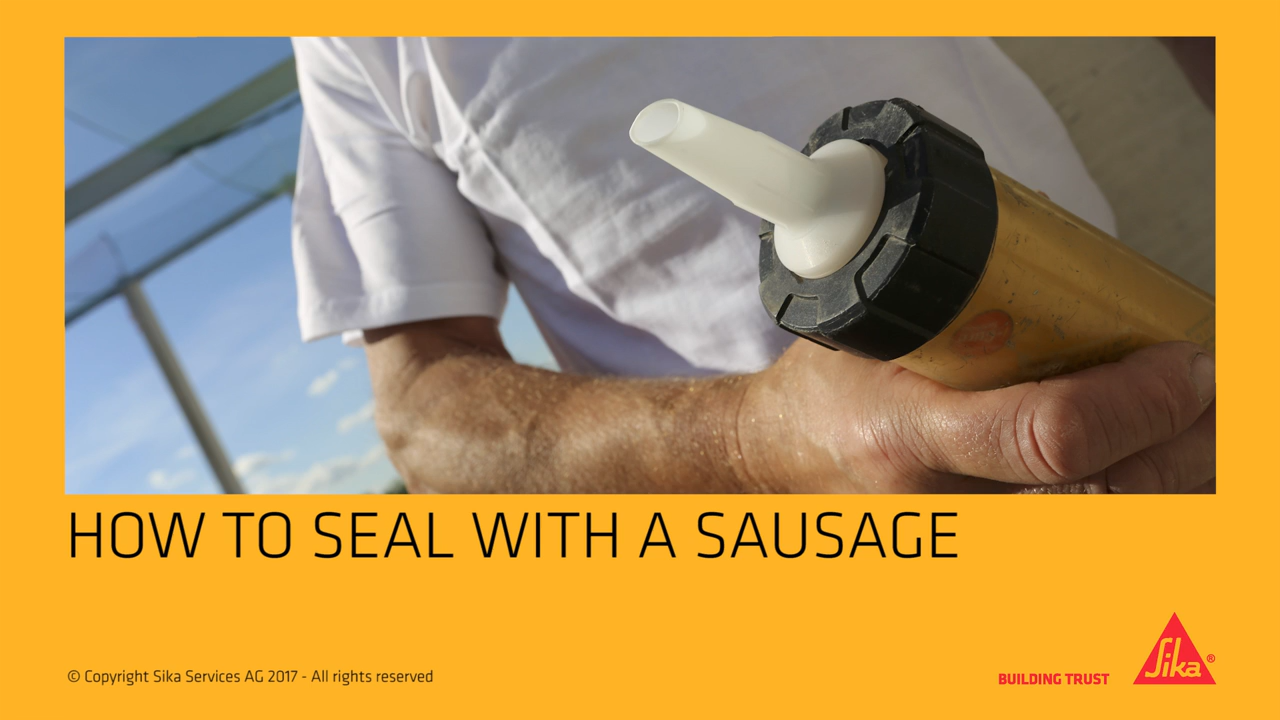 HOW TO SEAL WITH A SAUSAGE
© Copyright Sika Services AG 2017 - All rights reserved
BUILDING TRUST
Sika®